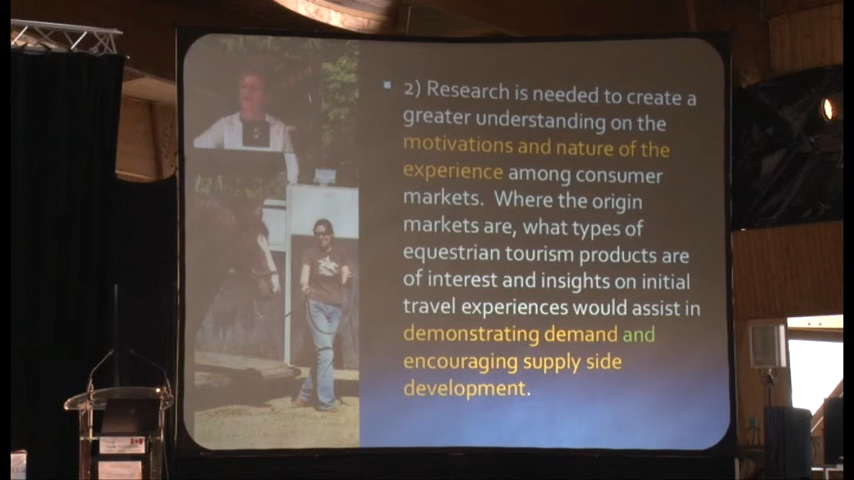 2) Research is needed to create a
greater understanding on the
motivations and nature of the
experience among consumer
markets. Where the origin
markets are, what types of
equestrian tourism products are
of interest and insights on initial
travel experiences would assist in
demonstrating demand and
encouraging supply side
development.